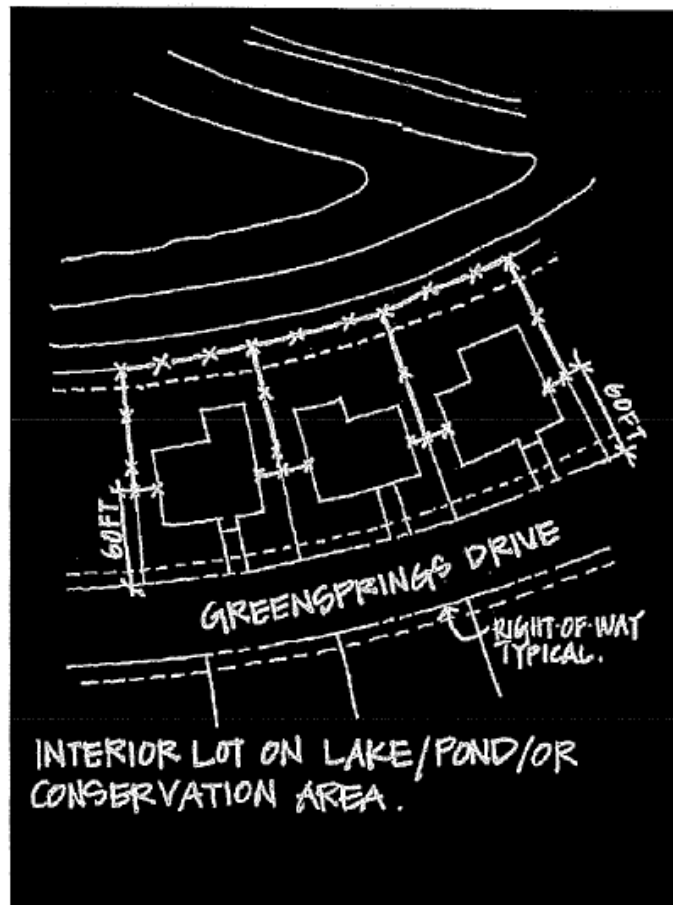 60FT
60FT
GREENSPRINGS DRIVE
RIGHT-OF-WAY
TYPICAL.
INTERIOR LOT ON LAKE/POND/OR
CONSERVATION AREA.